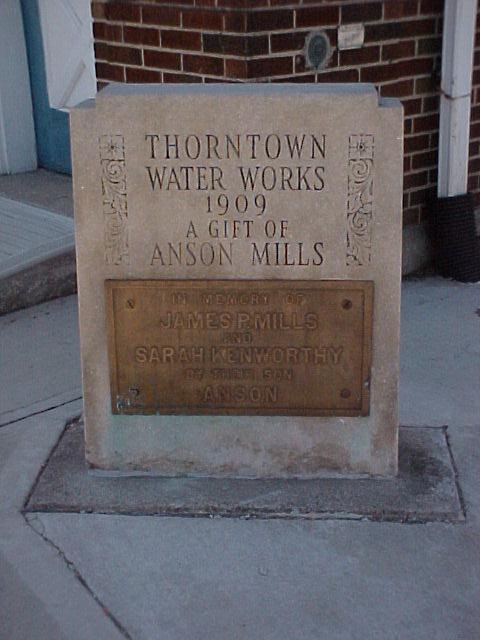 THORNTOWN
WATER WORKS
1909
A GIFT OF
ANSON MILLS
IN MEMORY OF
JAMES P. MILLS
AND
SARAH KENWORTHY
BY THEIR SON
ANSON